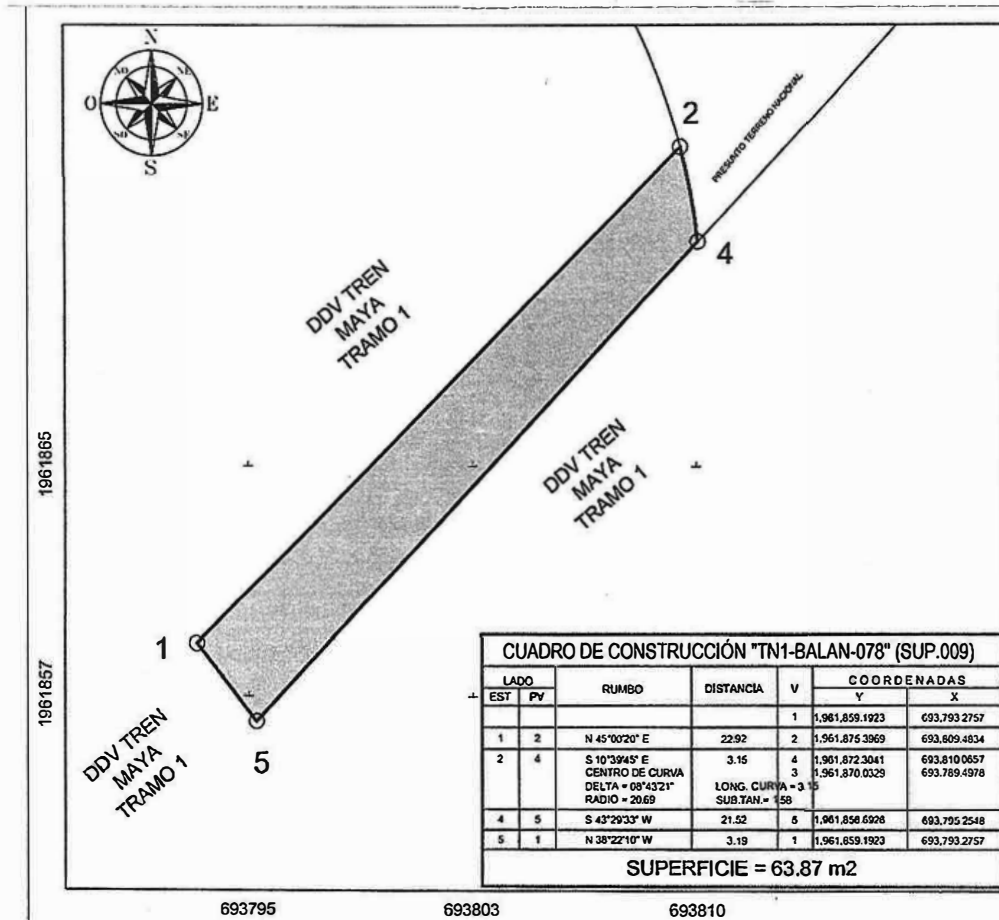 N
NO NE
O E
SO SE
S
2
PRESUNTO TERRENO NACIONAL
4
DDV TREN
MAYA
TRAMO 1
1961865
DDV TREN
MAYA
TRAMO 1
1
1961857
5
DDV TREN
MAYA
TRAMO 1
CUADRO DE CONSTRUCCIÓN "TN1-BALAN-078" (SUP.009)
LADO RUMBO DISTANCIA V COORDENADAS
EST PV Y X
1 1,961,859.1923 693,793.2757
1 2 N 45°00'20" E 22.92 2 1,961,875.3969 693,809.4834
2 4 S 10°39'45" E 3.15 4 1,961,872.3041 693,810.0657
CENTRO DE CURVA 3 1,961,870.0329 693.789.4978
DELTA = 08°43'21" LONG. CURVA = 3.15
RADIO = 20.69 SUB.TAN.= 1.58
4 5 S 43°29'33" W 21.52 5 1,961,856.6926 693,795.2548
5 1 N 38°22'10" W 3.19 1 1,961,859.1923 693,793.2757
SUPERFICIE = 63.87 m2
693795 693803 693810